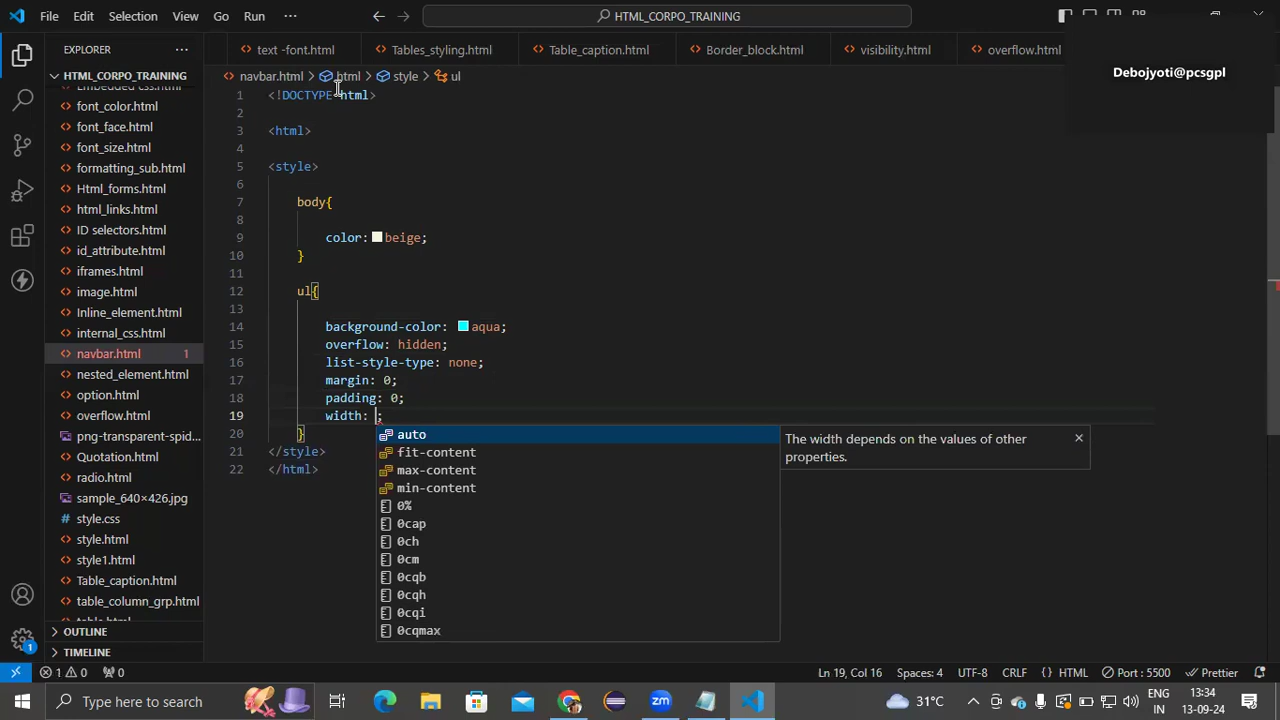 File Edit Selection View Go Run ··· HTML_CORPO_TRAINING
EXPLORER ···
text -font.html Tables_styling.html Table_caption.html Border_block.html visibility.html overflow.html
Debojyoti@pcsgpl
HTML_CORPO_TRAINING
navbar.html > html > style > ul
Embedded css.html
font_color.html
font_face.html
font_size.html
formatting_sub.html
Html_forms.html
html_links.html
ID selectors.html
id_attribute.html
iframes.html
image.html
Inline_element.html
internal_css.html
navbar.html 1
nested_element.html
option.html
overflow.html
png-transparent-spid...
Quotation.html
radio.html
sample_640×426.jpg
style.css
style.html
style1.html
Table_caption.html
table_column_grp.html
table.html
OUTLINE
TIMELINE
1 <!DOCTYPE html>
2
3 <html>
4
5 <style>
6
7 body{
8
9 color: beige;
10 }
11
12 ul{
13
14 background-color: aqua;
15 overflow: hidden;
16 list-style-type: none;
17 margin: 0;
18 padding: 0;
19 width: ;
20 }
21 </style>
22 </html>
auto
fit-content
max-content
min-content
0%
0cap
0ch
0cm
0cqb
0cqh
0cqi
0cqmax
The width depends on the values of other
properties.
1
1 0 0 Ln 19, Col 16 Spaces: 4 UTF-8 CRLF {} HTML Port : 5500 Prettier
Type here to search zm 31°C ENG IN 13:34 13-09-24